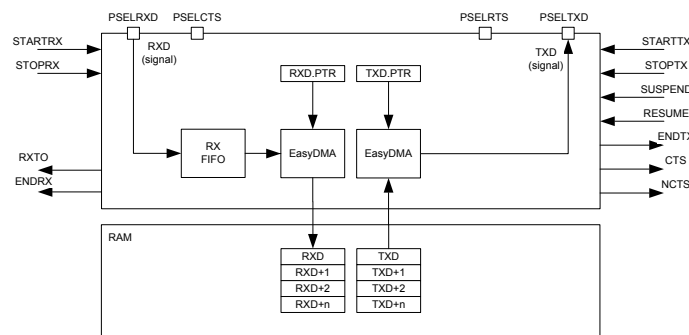 PSELRXD
PSELCTS
PSELRTS
PSELTXD
STARTRX
STOPRX
RXD
(signal)
TXD
(signal)
STARTTX
STOPTX
SUSPEND
RESUME
RXD.PTR
TXD.PTR
RX
FIFO
EasyDMA
EasyDMA
RXTO
ENDRX
ENDTX
CTS
NCTS
RAM
RXD
RXD+1
RXD+2
RXD+n
TXD
TXD+1
TXD+2
TXD+n